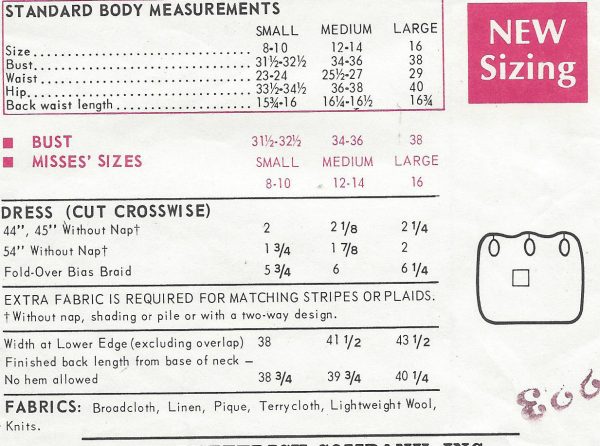 STANDARD BODY MEASUREMENTS
SMALL MEDIUM LARGE
Size 8-10 12-14 16
Bust 31½-32½ 34-36 38
Waist 23-24 25½-27 29
Hip 33½-34½ 36-38 40
Back waist length 15¾-16 16¼-16½ 16¾
NEW
Sizing
BUST 31½-32½ 34-36 38
MISSES' SIZES SMALL MEDIUM LARGE
8-10 12-14 16
DRESS (CUT CROSSWISE)
44", 45" Without Nap† 2 2 1/8 2 1/4
54" Without Nap† 1 3/4 1 7/8 2
Fold-Over Bias Braid 5 3/4 6 6 1/4
EXTRA FABRIC IS REQUIRED FOR MATCHING STRIPES OR PLAIDS.
†Without nap, shading or pile or with a two-way design.
Width at Lower Edge (excluding overlap) 38 41 1/2 43 1/2
Finished back length from base of neck –
No hem allowed 38 3/4 39 3/4 40 1/4
FABRICS: Broadcloth, Linen, Pique, Terrycloth, Lightweight Wool,
Knits.